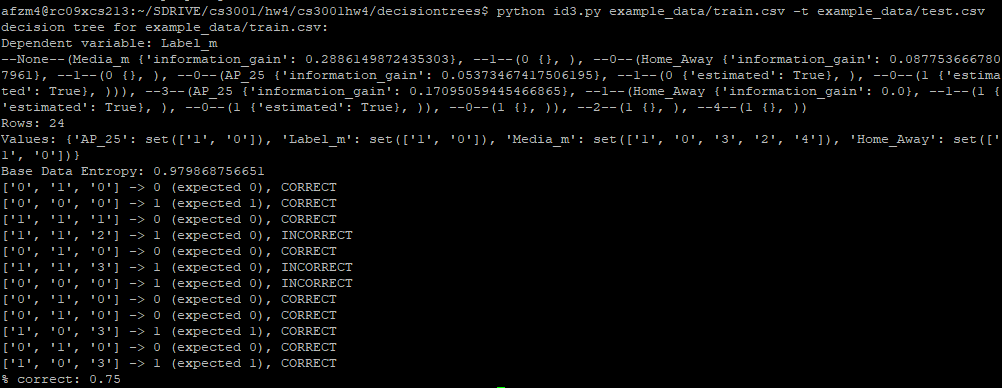 afzm4@rc09xcs213:~/SDRIVE/cs3001/hw4/cs3001hw4/decisiontrees$ python id3.py example_data/train.csv -t example_data/test.csv
decision tree for example_data/train.csv:
Dependent variable: Label_m
--None--(Media_m {'information_gain': 0.2886149872435303}, --1--(0 {}, ), --0--(Home_Away {'information_gain': 0.087753666780
7961}, --1--(0 {}, ), --0--(AP_25 {'information_gain': 0.05373467417506195}, --1--(0 {'estimated': True}, ), --0--(1 {'estima
ted': True}, ))), --3--(AP_25 {'information_gain': 0.17095059445466865}, --1--(Home_Away {'information_gain': 0.0}, --1--(1 {
'estimated': True}, ), --0--(1 {'estimated': True}, )), --0--(1 {}, )), --2--(1 {}, ), --4--(1 {}, ))
Rows: 24
Values: {'AP_25': set(['1', '0']), 'Label_m': set(['1', '0']), 'Media_m': set(['1', '0', '3', '2', '4']), 'Home_Away': set(['
1', '0'])}
Base Data Entropy: 0.979868756651
['0', '1', '0'] -> 0 (expected 0), CORRECT
['0', '0', '0'] -> 1 (expected 1), CORRECT
['1', '1', '1'] -> 0 (expected 0), CORRECT
['1', '1', '2'] -> 1 (expected 0), INCORRECT
['0', '1', '0'] -> 0 (expected 0), CORRECT
['1', '1', '3'] -> 1 (expected 0), INCORRECT
['0', '0', '0'] -> 1 (expected 0), INCORRECT
['0', '1', '0'] -> 0 (expected 0), CORRECT
['0', '1', '0'] -> 0 (expected 0), CORRECT
['1', '0', '3'] -> 1 (expected 1), CORRECT
['0', '1', '0'] -> 0 (expected 0), CORRECT
['1', '0', '3'] -> 1 (expected 1), CORRECT
% correct: 0.75